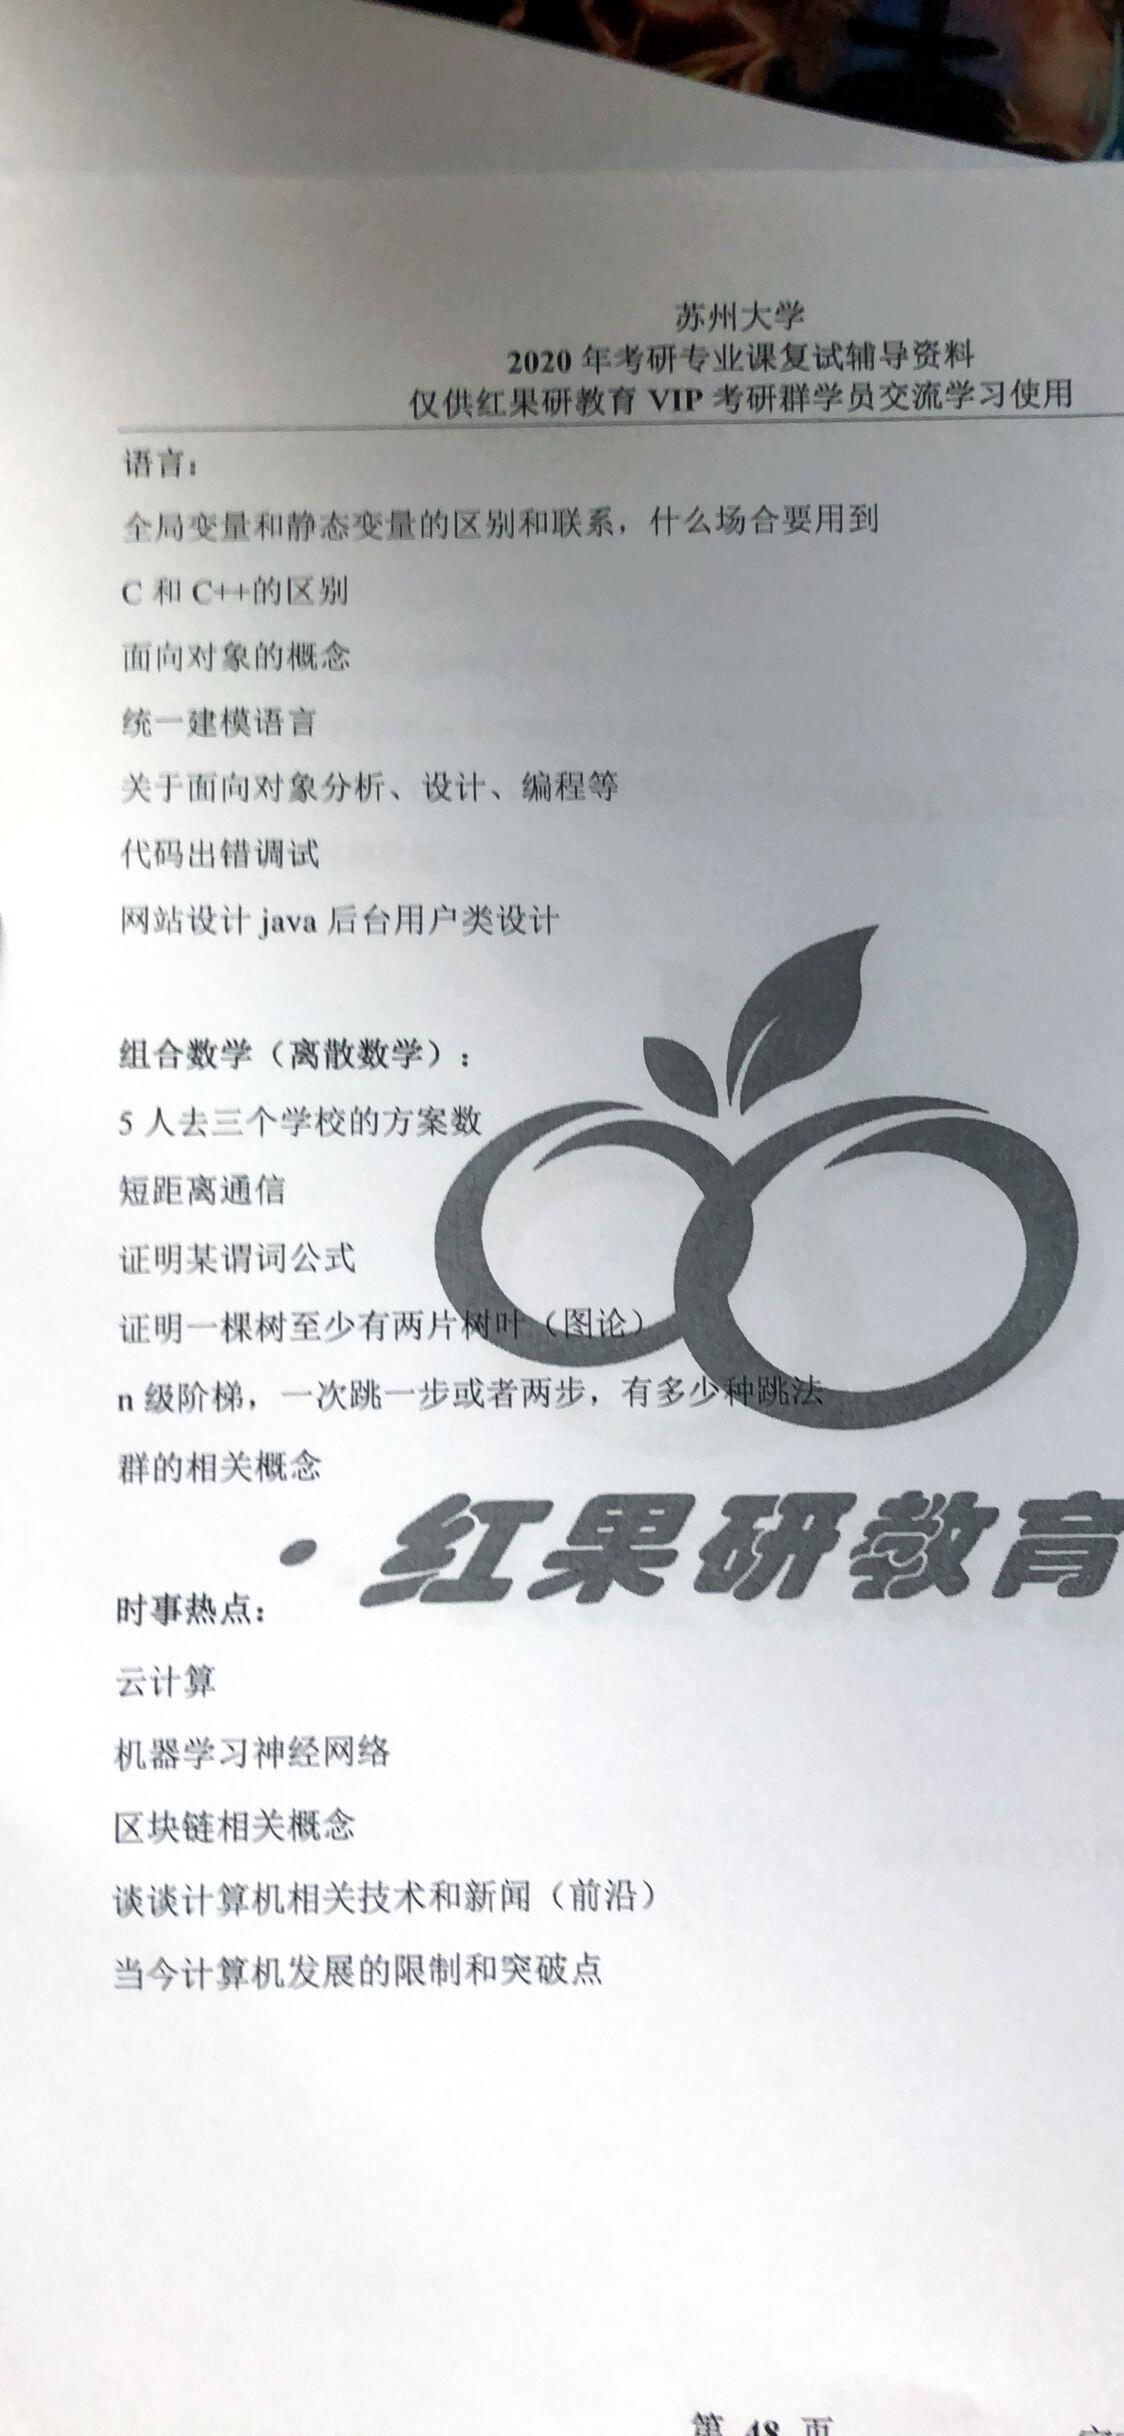 苏州大学
2020 年考研专业课复试辅导资料
仅供红果研教育 VIP 考研群学员交流学习使用
语言：
全局变量和静态变量的区别和联系，什么场合要用到
C 和 C++的区别
面向对象的概念
统一建模语言
关于面向对象分析、设计、编程等
代码出错调试
网站设计 java 后台用户类设计
组合数学（离散数学）：
5 人去三个学校的方案数
短距离通信
证明某谓词公式
证明一棵树至少有两片树叶（图论）
n 级阶梯，一次跳一步或者两步，有多少种跳法
群的相关概念
·红果研教育
时事热点：
云计算
机器学习神经网络
区块链相关概念
谈谈计算机相关技术和新闻（前沿）
当今计算机发展的限制和突破点
第 48 页